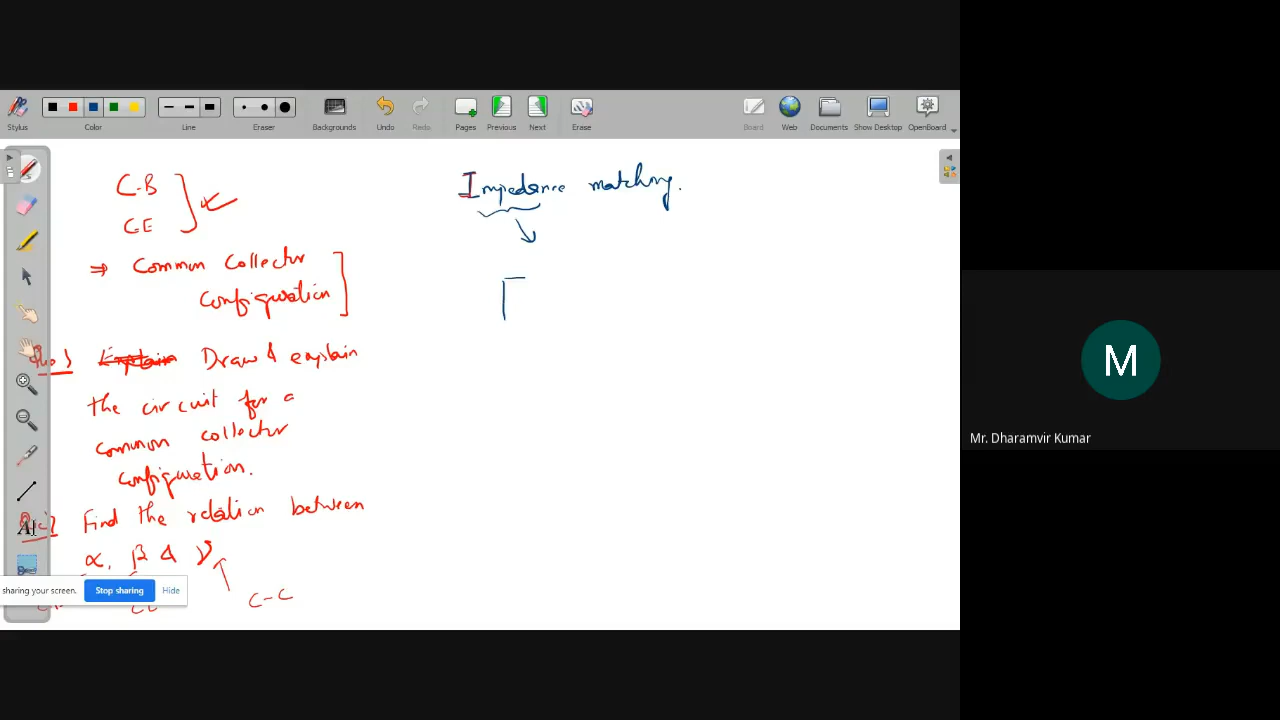 Stylus
Color
Line
Eraser
Backgrounds
Undo
Redo
Pages
Previous
Next
Erase
Board
Web
Documents
Show Desktop
OpenBoard
C-B
CE
⇒ Common Collector
Configuration
Draw & explain
the circuit for a
common collector
configuration.
Find the relation between
α, β & γ
C-C
Impedance matching.
sharing your screen.
Stop sharing
Hide
M
Mr. Dharamvir Kumar